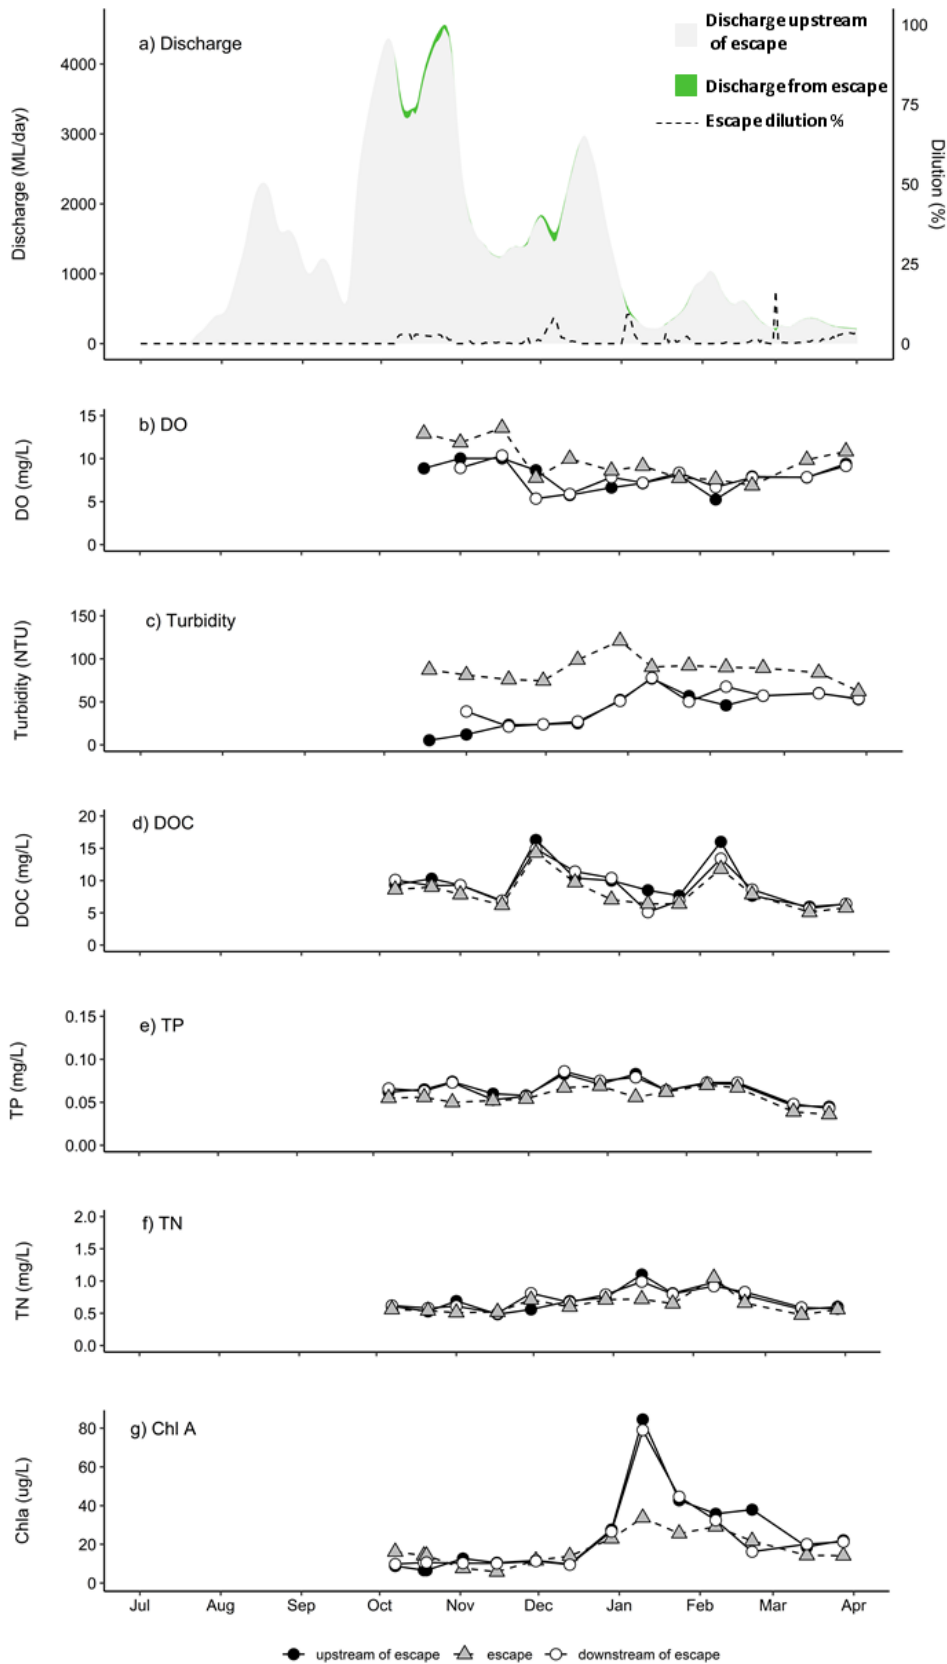 a) Discharge
Discharge upstream
of escape
Discharge from escape
Escape dilution %
Discharge (ML/day)
4000
3000
2000
1000
0
Dilution (%)
100
75
50
25
0
b) DO
DO (mg/L)
15
10
5
0
c) Turbidity
Turbidity (NTU)
150
100
50
0
d) DOC
DOC (mg/L)
20
15
10
5
0
e) TP
TP (mg/L)
0.15
0.10
0.05
0.00
f) TN
TN (mg/L)
2.0
1.5
1.0
0.5
0.0
g) Chl A
Chla (ug/L)
80
60
40
20
0
Jul Aug Sep Oct Nov Dec Jan Feb Mar Apr
upstream of escape escape downstream of escape